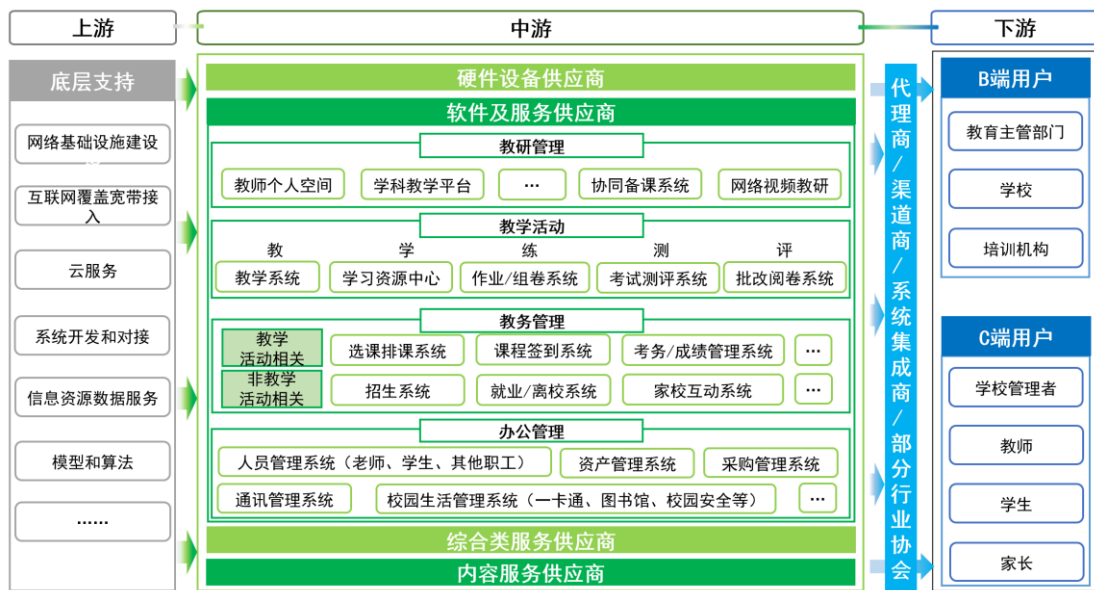 上游
中游
下游
底层支持
网络基础设施建设
互联网覆盖宽带接
入
云服务
系统开发和对接
信息资源数据服务
模型和算法
……
硬件设备供应商
软件及服务供应商
教研管理
教师个人空间
学科教学平台
…
协同备课系统
网络视频教研
教学活动
教 学 练 测 评
教学系统
学习资源中心
作业/组卷系统
考试测评系统
批改阅卷系统
教务管理
教学
活动相关
选课排课系统
课程签到系统
考务/成绩管理系统
…
非教学
活动相关
招生系统
就业/离校系统
家校互动系统
…
办公管理
人员管理系统（老师、学生、其他职工）
资产管理系统
采购管理系统
通讯管理系统
校园生活管理系统（一卡通、图书馆、校园安全等）
…
综合类服务供应商
内容服务供应商
代理商/渠道商/系统集成商/部分行业协会
B端用户
教育主管部门
学校
培训机构
C端用户
学校管理者
教师
学生
家长